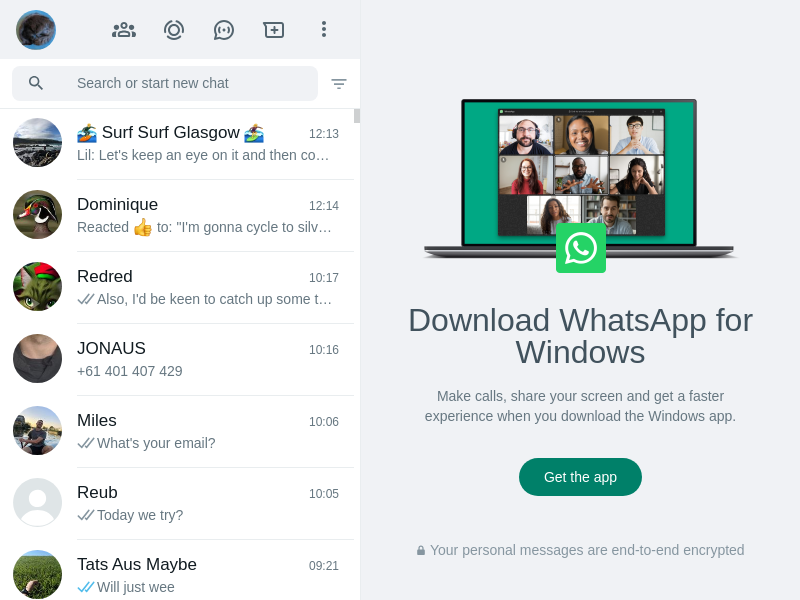 Search or start new chat
Surf Surf Glasgow
12:13
Lil: Let's keep an eye on it and then co…
Dominique
12:14
Reacted 👍 to: "I'm gonna cycle to silv…
Redred
10:17
Also, I'd be keen to catch up some t…
JONAUS
10:16
+61 401 407 429
Miles
10:06
What's your email?
Reub
10:05
Today we try?
Tats Aus Maybe
09:21
Will just wee
Download WhatsApp for
Windows
Make calls, share your screen and get a faster
experience when you download the Windows app.
Get the app
Your personal messages are end-to-end encrypted